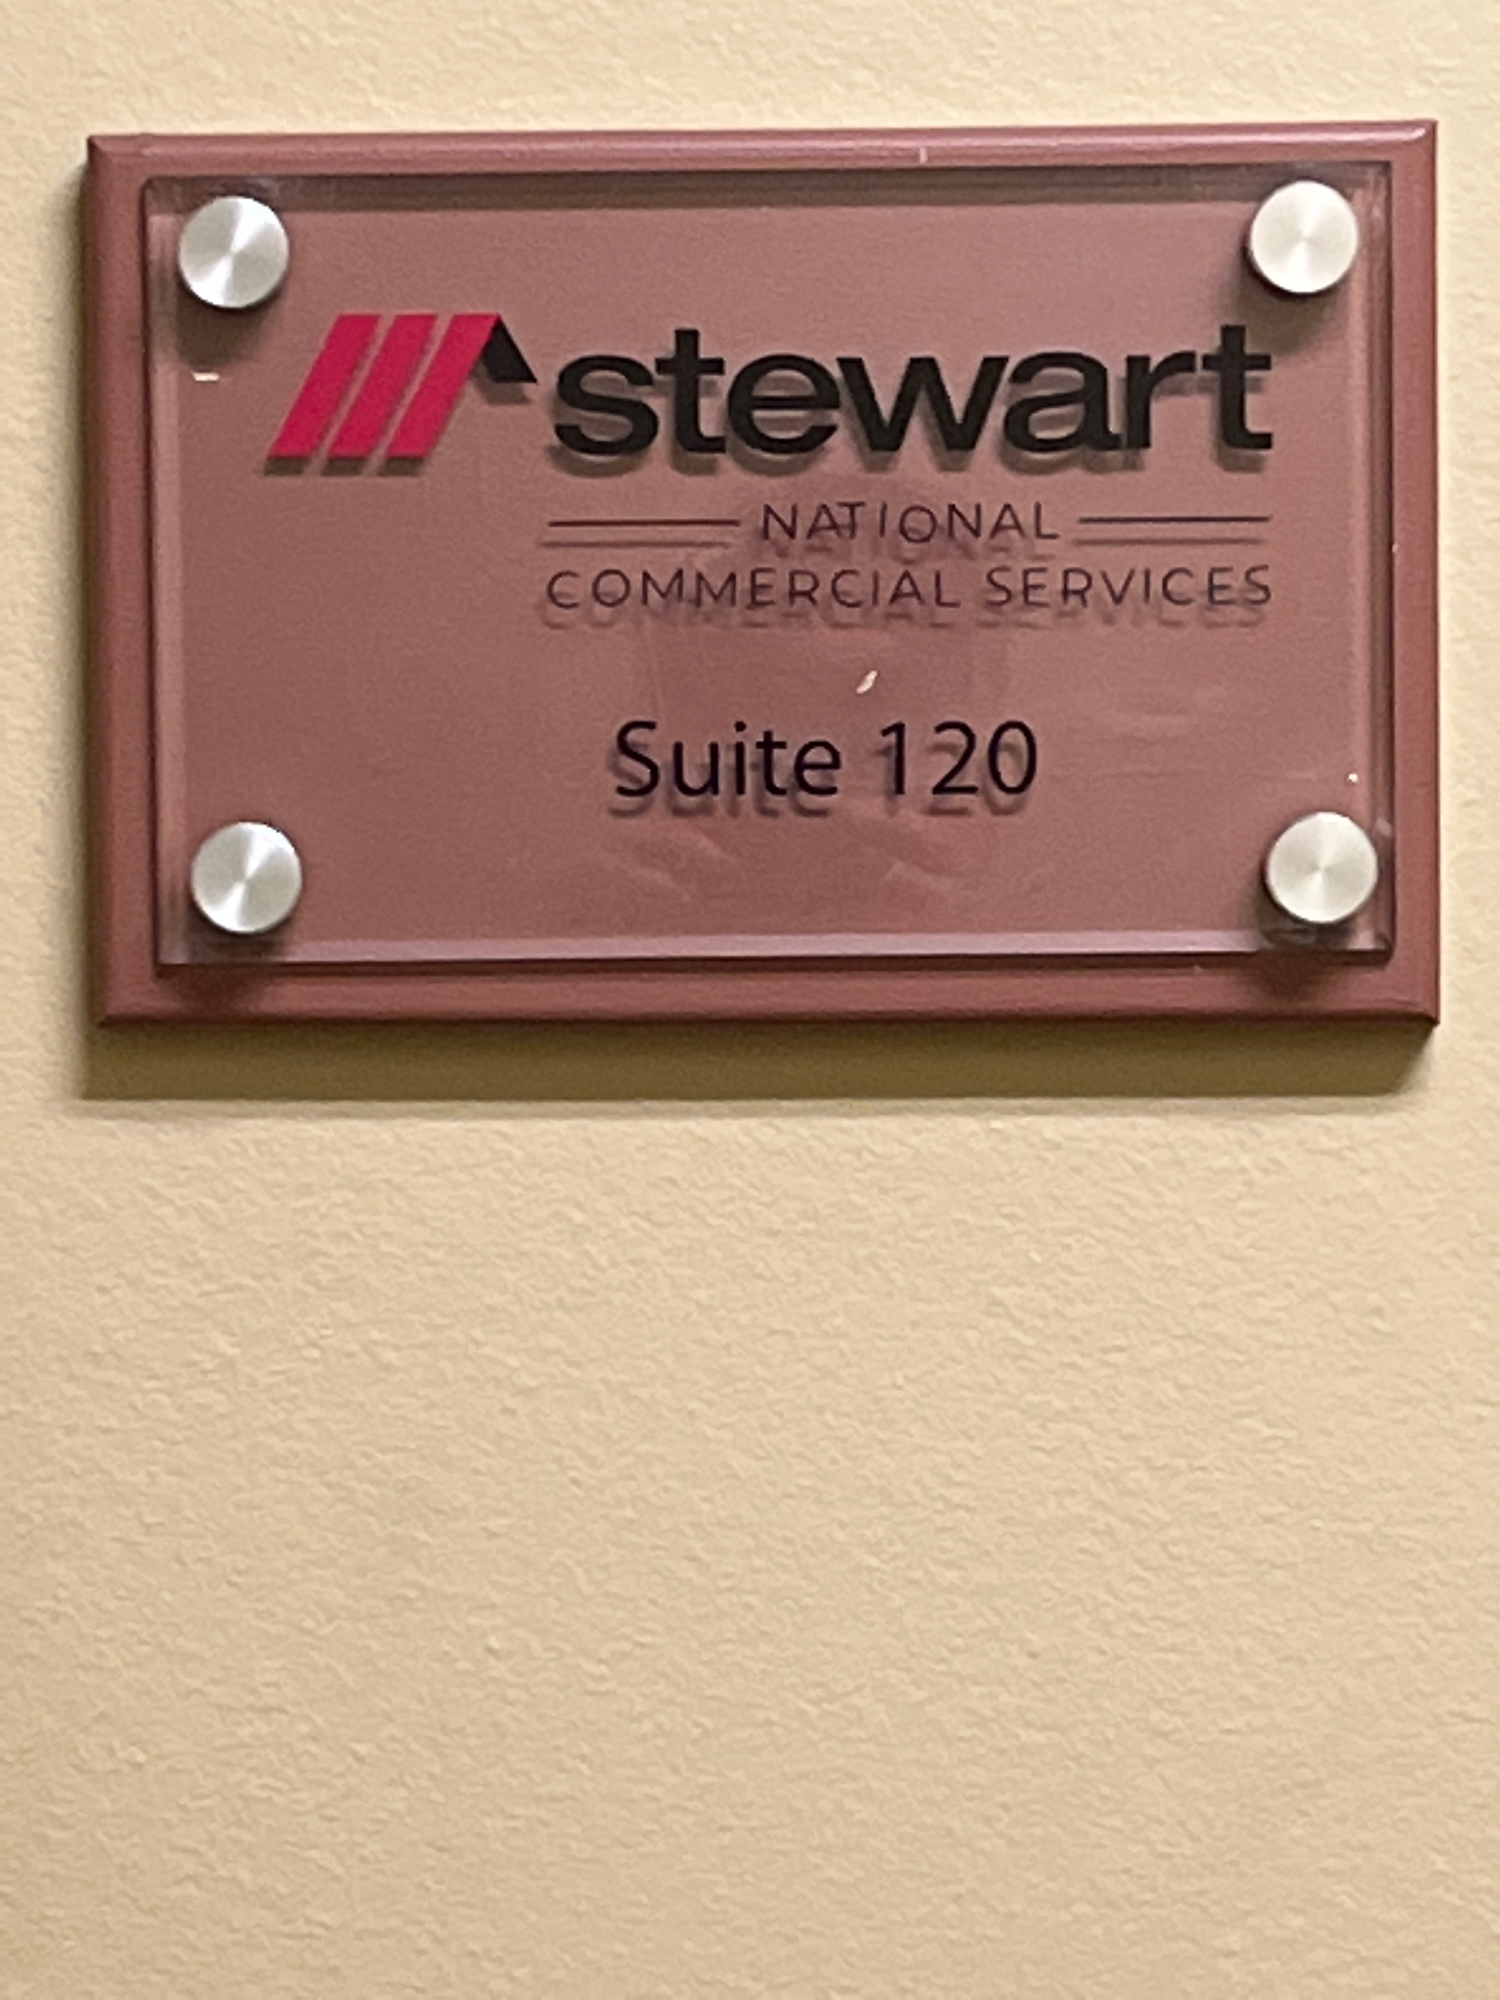 stewart
NATIONAL
COMMERCIAL SERVICES
Suite 120